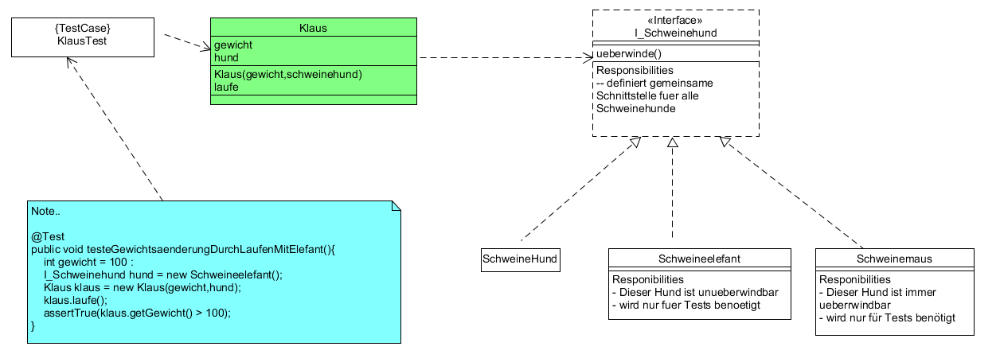 {TestCase}
KlausTest
Klaus
gewicht
hund
Klaus(gewicht,schweinehund)
laufe
«Interface»
I_Schweinehund
ueberwinde()
Responsibilities
-- definiert gemeinsame
Schnittstelle fuer alle
Schweinehunde
Note..
@Test
public void testeGewichtsaenderungDurchLaufenMitElefant(){
int gewicht = 100 :
I_Schweinehund hund = new Schweineelefant();
Klaus klaus = new Klaus(gewicht,hund);
klaus.laufe();
assertTrue(klaus.getGewicht() > 100);
}
SchweineHund
Schweineelefant
Responibilities
- Dieser Hund ist unueberwindbar
- wird nur fuer Tests benoetigt
Schweinemaus
Responibilities
- Dieser Hund ist immer
ueberrwindbar
- wird nur für Tests benötigt